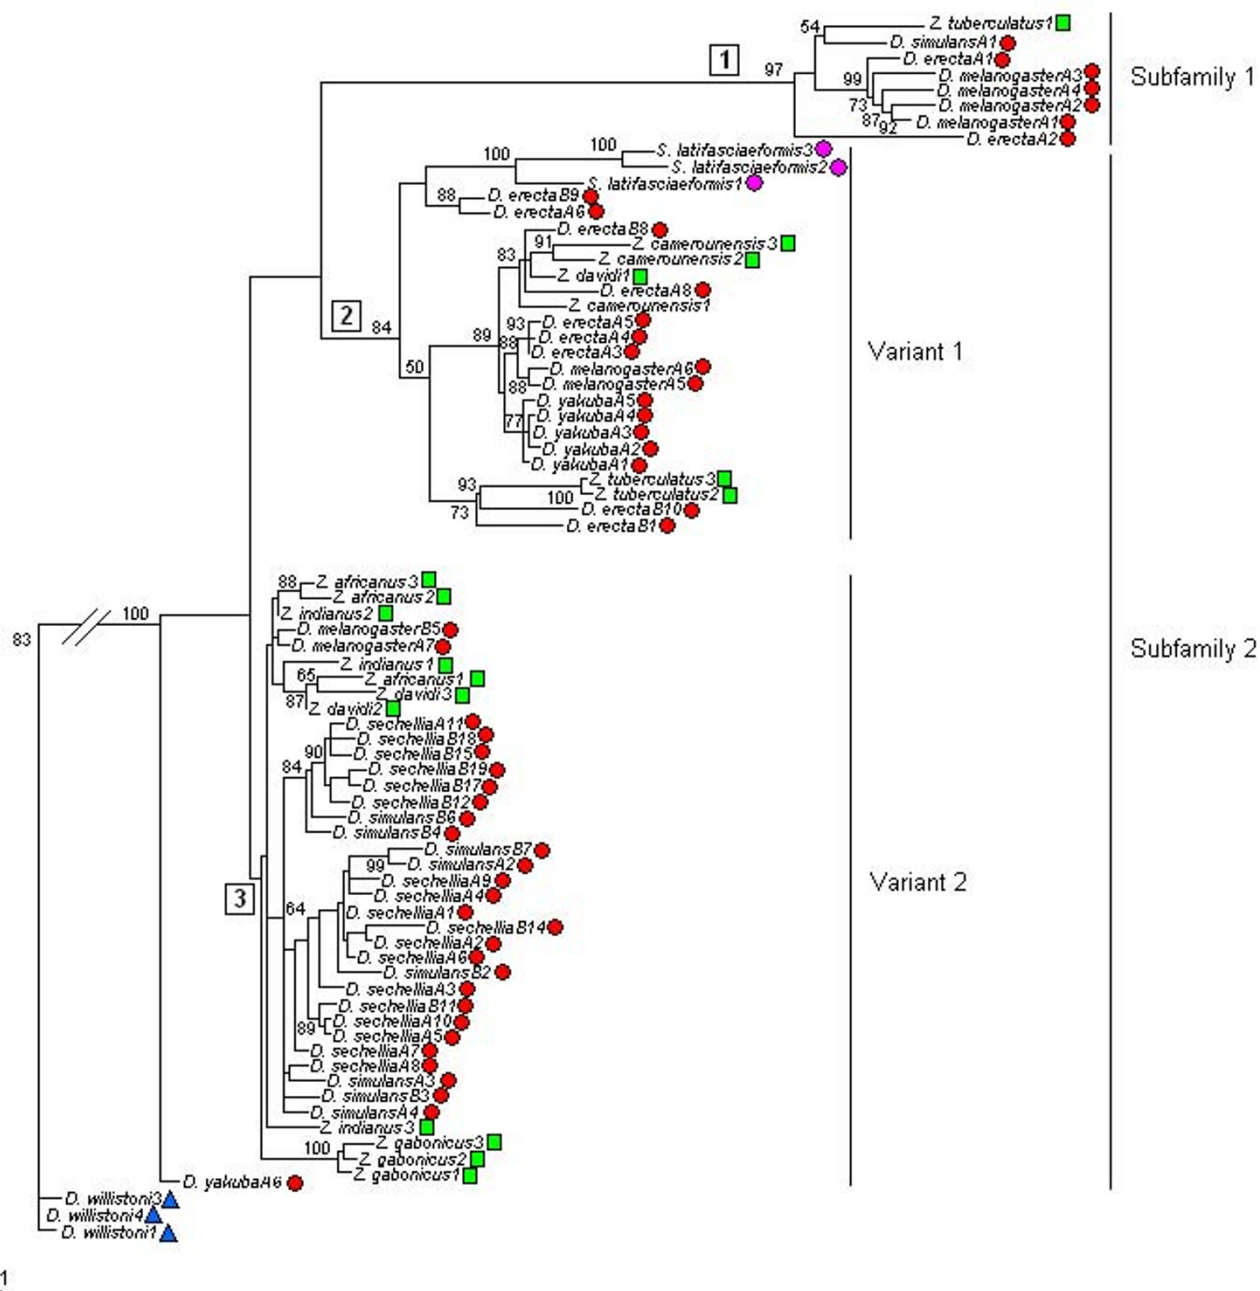 Z. tuberculatus1
54
D. simulansA1
D. erectaA1
1
97
D. melanogasterA3
Subfamily 1
99
D. melanogasterA4
73
D. melanogasterA2
87
D. melanogasterA1
92
D. erectaA2
100
S. latifasciaeformis3
100
S. latifasciaeformis2
S. latifasciaeformis1
88
D. erectaB9
D. erectaA6
D. erectaB8
91
Z. camerounensis3
83
Z. camerounensis2
Z. davidi1
D. erectaA8
Z. camerounensis1
2
84
93
D. erectaA5
89
D. erectaA4
88
D. erectaA3
Variant 1
50
D. melanogasterA6
88
D. melanogasterA5
D. yakubaA5
77
D. yakubaA4
D. yakubaA3
D. yakubaA2
D. yakubaA1
93
Z. tuberculatus3
100
Z. tuberculatus2
73
D. erectaB10
D. erectaB1
88
Z. africanus3
Z. africanus2
100
Z. indianus2
83
D. melanogasterB5
D. melanogasterA7
Subfamily 2
Z. indianus1
65
Z. africanus1
87
Z. davidi3
Z. davidi2
D. sechelliaA11
D. sechelliaB18
90
D. sechelliaB15
84
D. sechelliaB19
D. sechelliaB17
D. sechelliaB12
D. simulansB6
D. simulansB4
D. simulansB7
99
D. simulansA2
D. sechelliaA9
Variant 2
3
D. sechelliaA4
64
D. sechelliaA1
D. sechelliaB14
D. sechelliaA2
D. sechelliaA6
D. simulansB2
D. sechelliaA3
D. sechelliaB11
D. sechelliaA10
89
D. sechelliaA5
D. sechelliaA7
D. sechelliaA8
D. simulansA3
D. simulansB3
D. simulansA4
Z. indianus3
100
Z. gabonicus3
Z. gabonicus2
Z. gabonicus1
D. yakubaA6
D. willistoni3
D. willistoni4
D. willistoni1
1